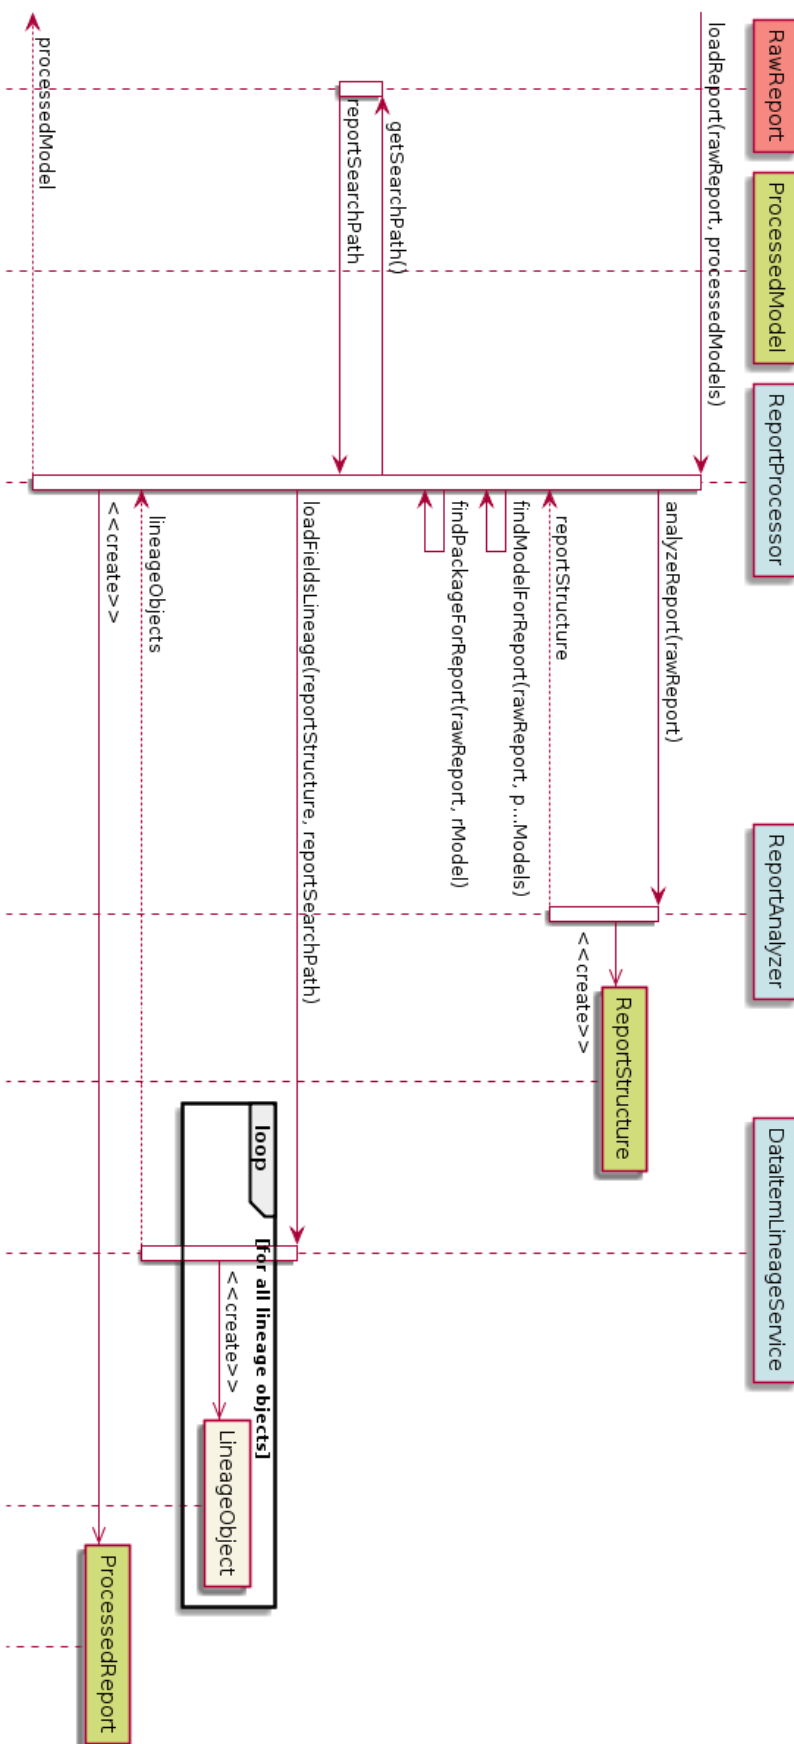 RawReport
ProcessedModel
ReportProcessor
ReportAnalyzer
DataItemLineageService
loadReport(rawReport, processedModels)
analyzeReport(rawReport)
ReportStructure
<<create>>
reportStructure
findModelForReport(rawReport, p...Models)
findPackageForReport(rawReport, rModel)
getSearchPath()
reportSearchPath
loadFieldsLineage(reportStructure, reportSearchPath)
loop
[for all lineage objects]
<<create>>
LineageObject
lineageObjects
<<create>>
ProcessedReport
processedModel